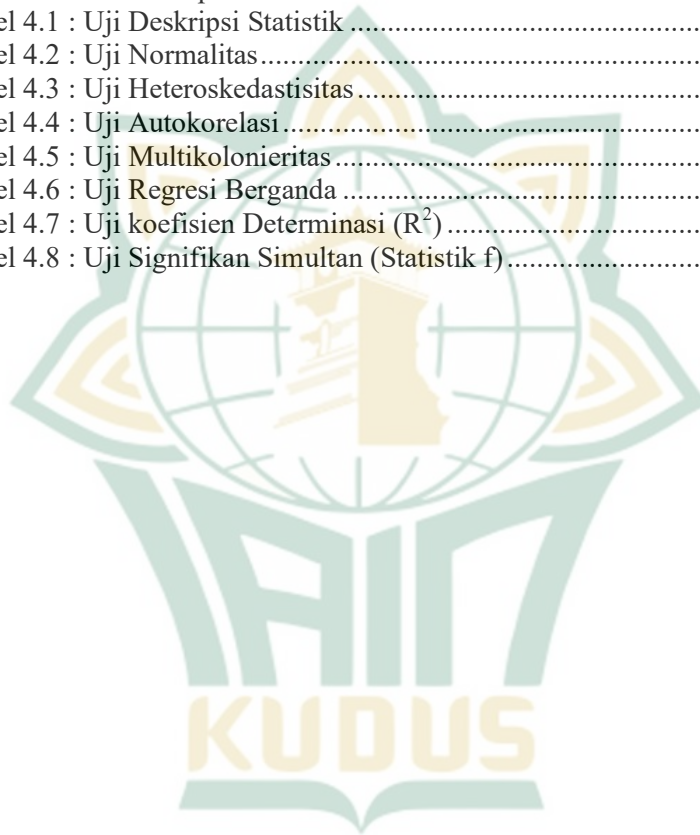 el 4.1 : Uji Deskripsi Statistik ........................................
el 4.2 : Uji Normalitas ........................................
el 4.3 : Uji Heteroskedastisitas ........................................
el 4.4 : Uji Autokorelasi ........................................
el 4.5 : Uji Multikolonieritas ........................................
el 4.6 : Uji Regresi Berganda ........................................
el 4.7 : Uji koefisien Determinasi (R²) ........................................
el 4.8 : Uji Signifikan Simultan (Statistik f) ........................................
IAIN
KUDUS